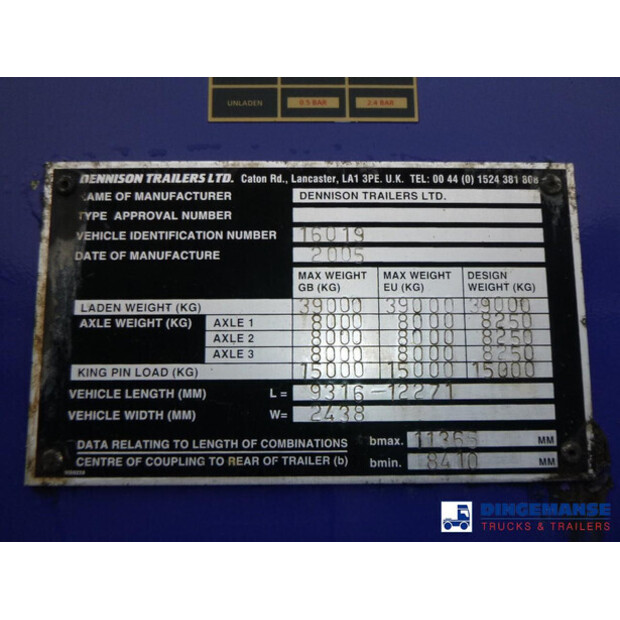 UNLADEN 0.5 BAR 2.4 BAR
DENNISON TRAILERS LTD. Caton Rd., Lancaster, LA1 3PE. U.K. TEL: 00 44 (0) 1524 381 808
NAME OF MANUFACTURER DENNISON TRAILERS LTD.
TYPE APPROVAL NUMBER
VEHICLE IDENTIFICATION NUMBER 16019
DATE OF MANUFACTURE 2005
MAX WEIGHT MAX WEIGHT DESIGN
GB (KG) EU (KG) WEIGHT (KG)
LADEN WEIGHT (KG) 39000 39000 39000
AXLE WEIGHT (KG) AXLE 1 8000 8000 8250
AXLE 2 8000 8000 8250
AXLE 3 8000 8000 8250
KING PIN LOAD (KG) 15000 15000 15000
VEHICLE LENGTH (MM) L= 9316-12271
VEHICLE WIDTH (MM) W= 2438
DATA RELATING TO LENGTH OF COMBINATIONS bmax. 11365 MM
CENTRE OF COUPLING TO REAR OF TRAILER (b) bmin. 8410 MM
DINGEMANSE
TRUCKS & TRAILERS